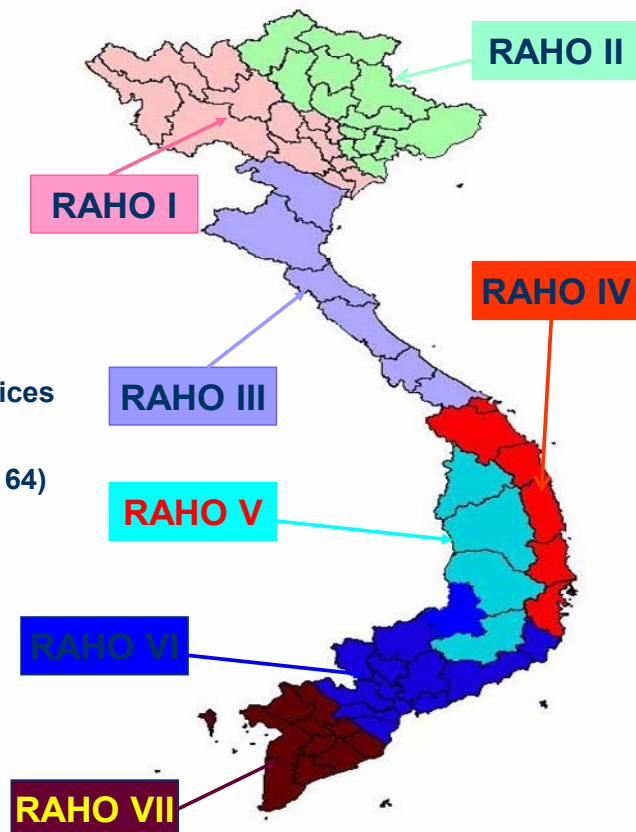 RAHO II
RAHO I
RAHO IV
ices
RAHO III
64)
RAHO V
RAHO VI
RAHO VII